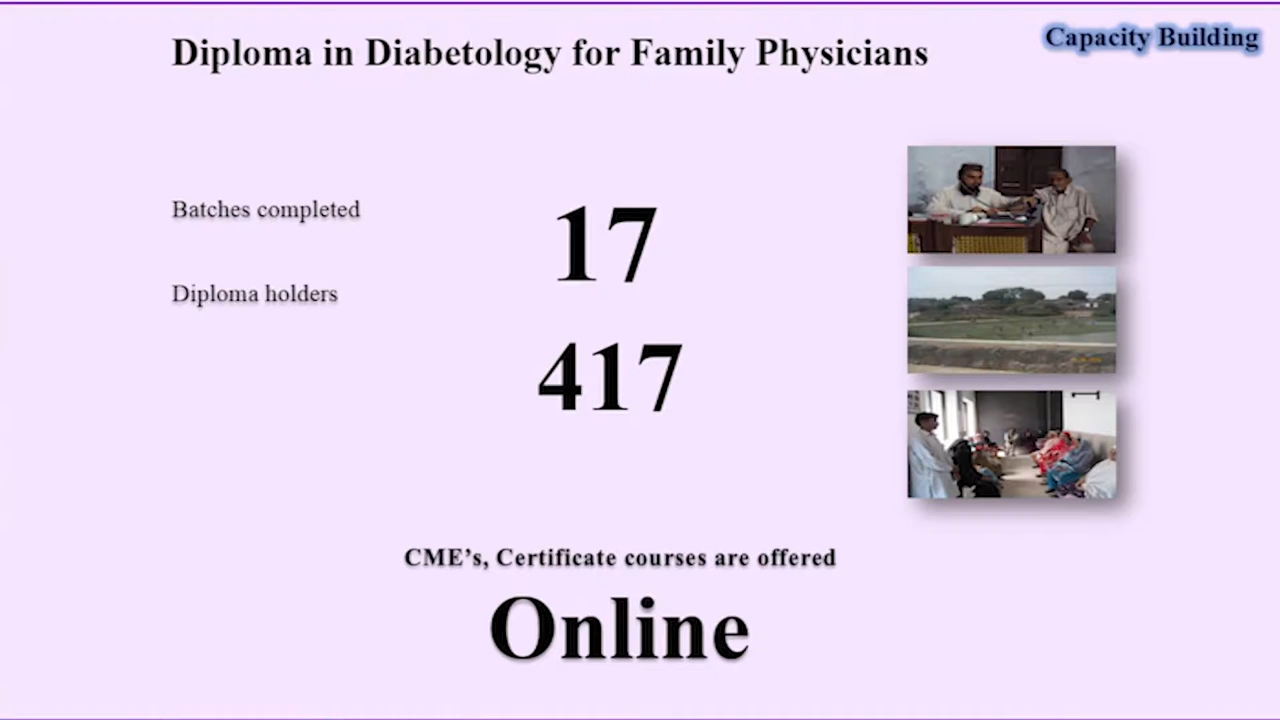 Diploma in Diabetology for Family Physicians
Capacity Building
Batches completed
17
Diploma holders
417
CME’s, Certificate courses are offered
Online